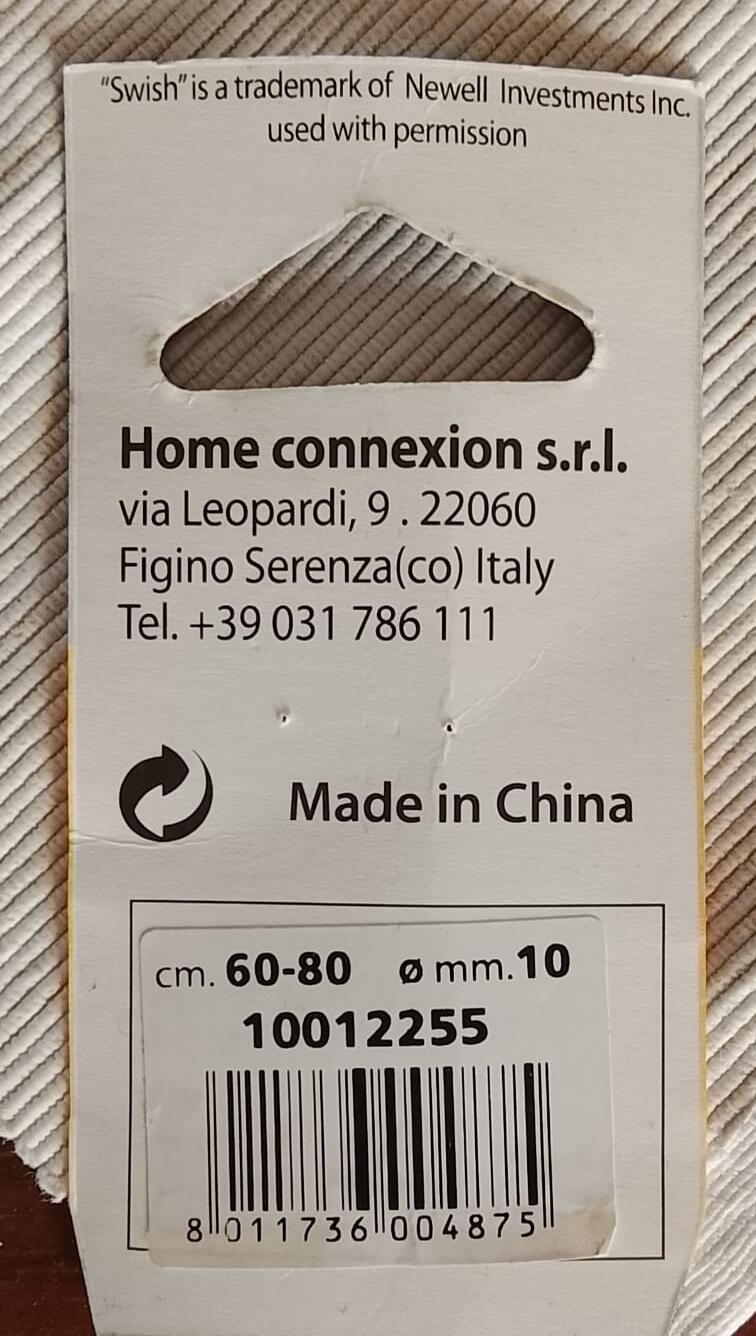 "Swish" is a trademark of Newell Investments Inc.
used with permission
Home connexion s.r.l.
via Leopardi, 9 . 22060
Figino Serenza(co) Italy
Tel. +39 031 786 111
Made in China
cm. 60-80 ø mm.10
10012255
8 011736 004875